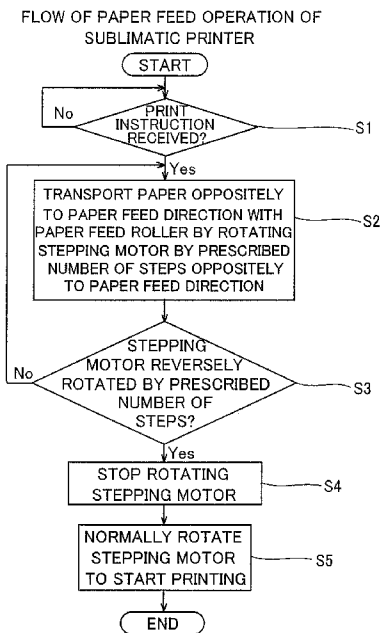 FLOW OF PAPER FEED OPERATION OF
SUBLIMATIC PRINTER
START
No
PRINT
INSTRUCTION
RECEIVED?
S1
Yes
TRANSPORT PAPER OPPOSITELY
TO PAPER FEED DIRECTION WITH
PAPER FEED ROLLER BY ROTATING
STEPPING MOTOR BY PRESCRIBED
NUMBER OF STEPS OPPOSITELY
TO PAPER FEED DIRECTION
S2
STEPPING
MOTOR REVERSELY
ROTATED BY PRESCRIBED
NUMBER OF
STEPS?
No
S3
Yes
STOP ROTATING
STEPPING MOTOR
S4
NORMALLY ROTATE
STEPPING MOTOR
TO START PRINTING
S5
END